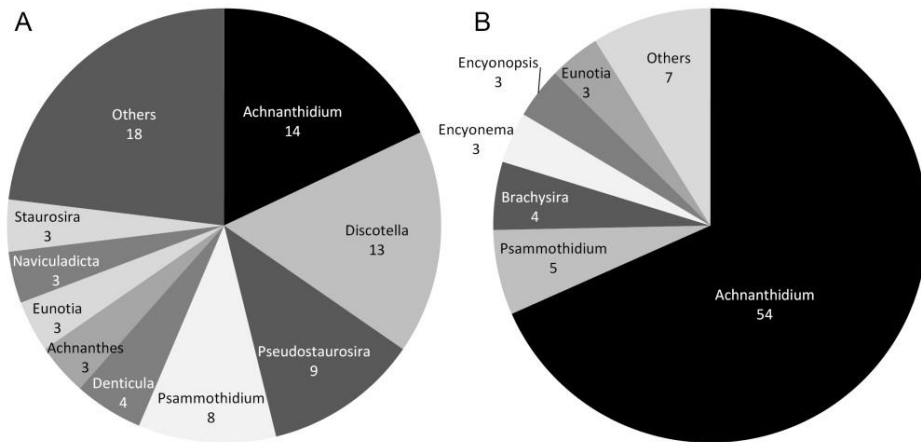 A
Achnanthidium
14
Discotella
13
Pseudostaurosira
9
Psammothidium
8
Denticula
4
Achnanthes
3
Eunotia
3
Naviculadicta
3
Staurosira
3
Others
18
B
Achnanthidium
54
Psammothidium
5
Brachysira
4
Encyonema
3
Encyonopsis
3
Eunotia
3
Others
7